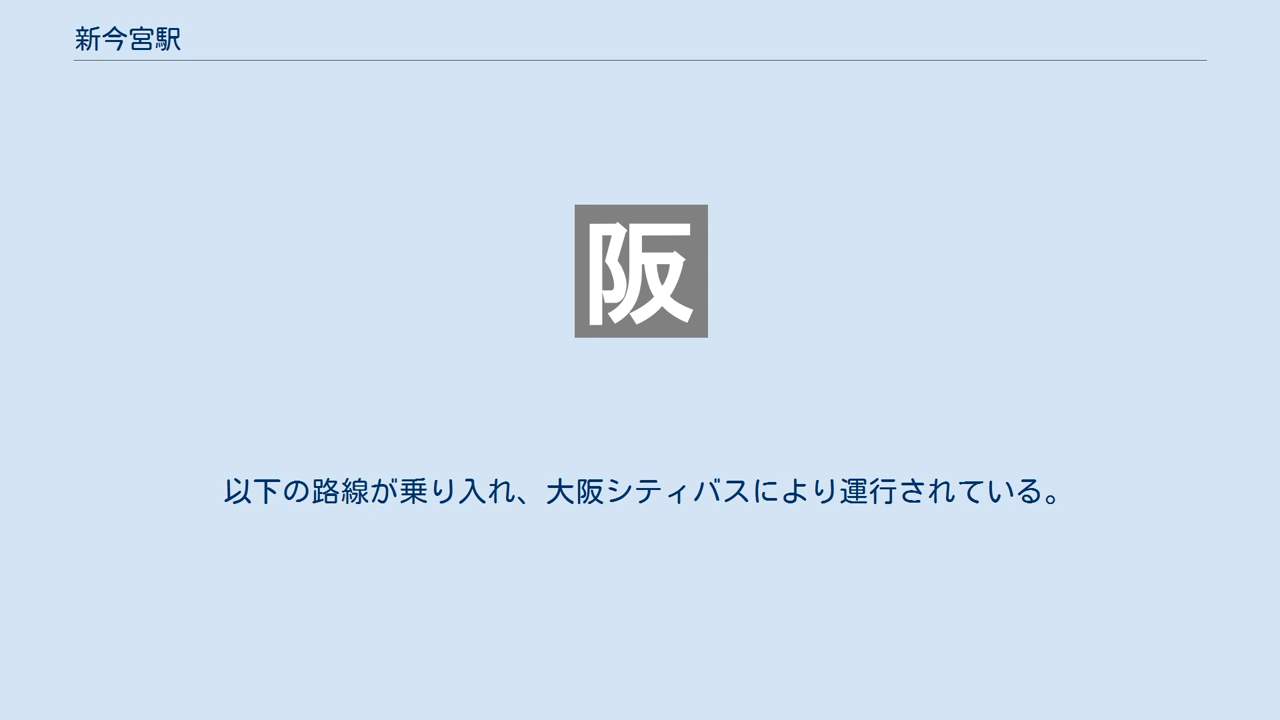 新今宮駅
阪
以下の路線が乗り入れ、大阪シティバスにより運行されている。